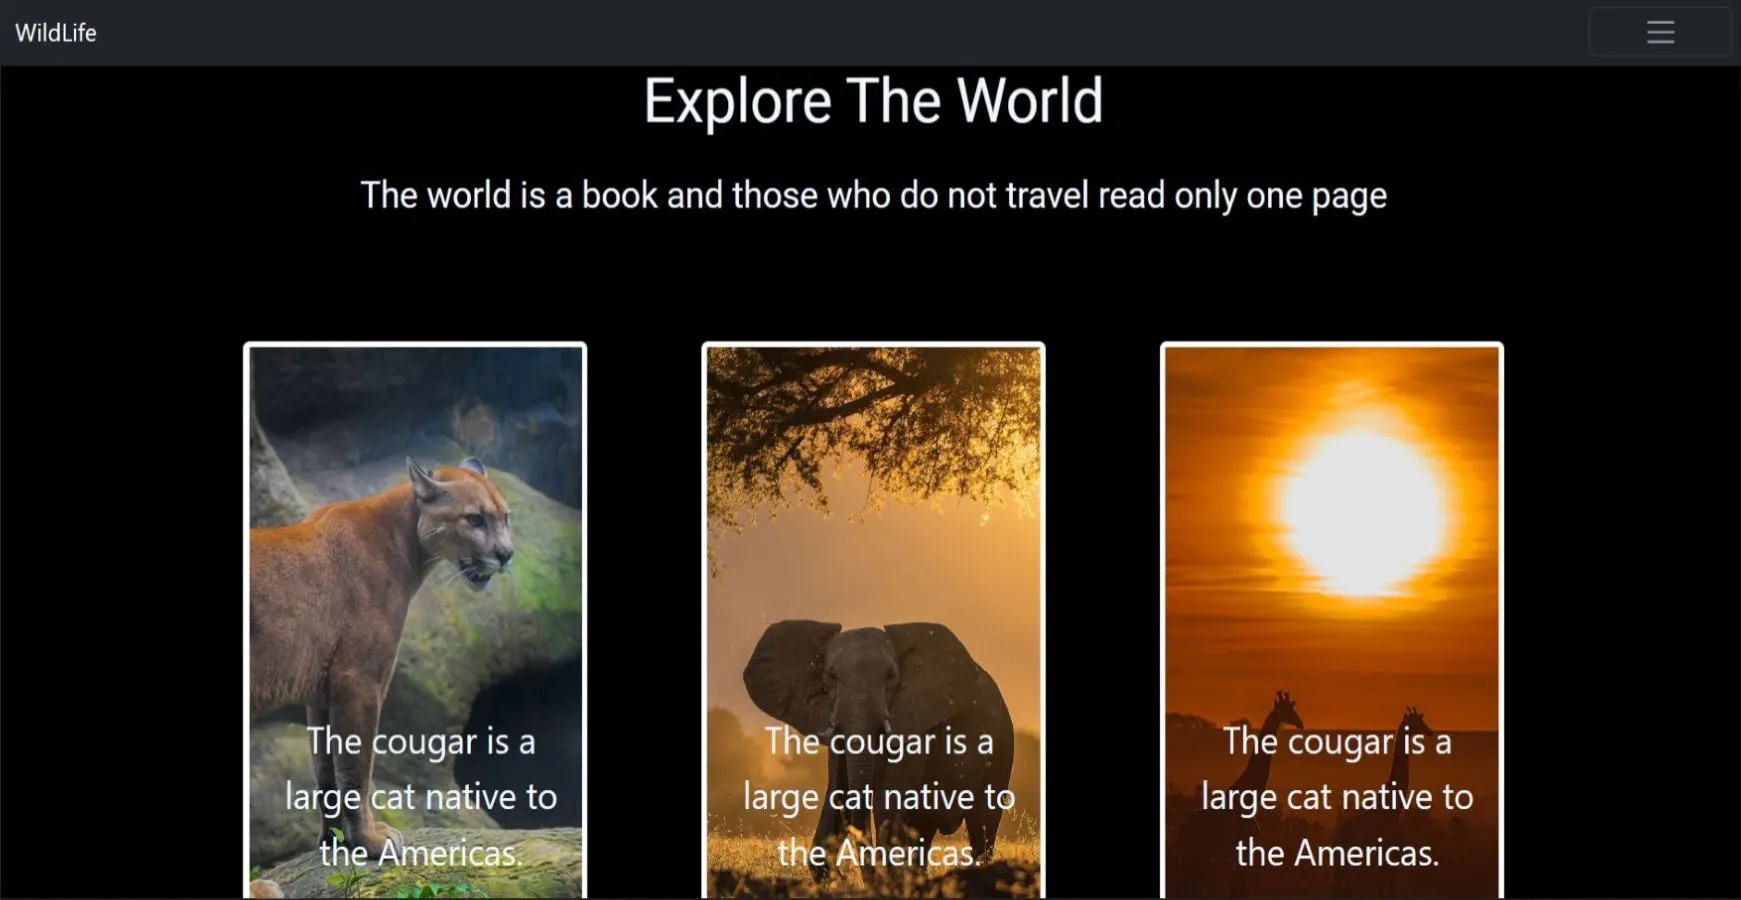 WildLife
Explore The World
The world is a book and those who do not travel read only one page
The cougar is a
large cat native to
the Americas.
The cougar is a
large cat native to
the Americas.
The cougar is a
large cat native to
the Americas.